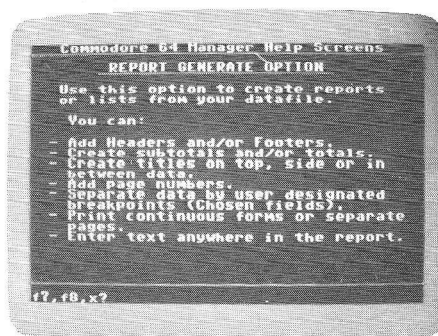 Commodore 64 Manager Help Screens
REPORT GENERATE OPTION
Use this option to create reports
or lists from your datafile.
You can:
- Add Headers and/or Footers.
- Create subtotals and/or totals.
- Create titles on top, side or in
between data.
- Add page numbers.
- Separate data by user designated
breakpoints (Chosen fields).
- Print continuous forms or separate
pages.
- Enter text anywhere in the report.
f7,f8,x?